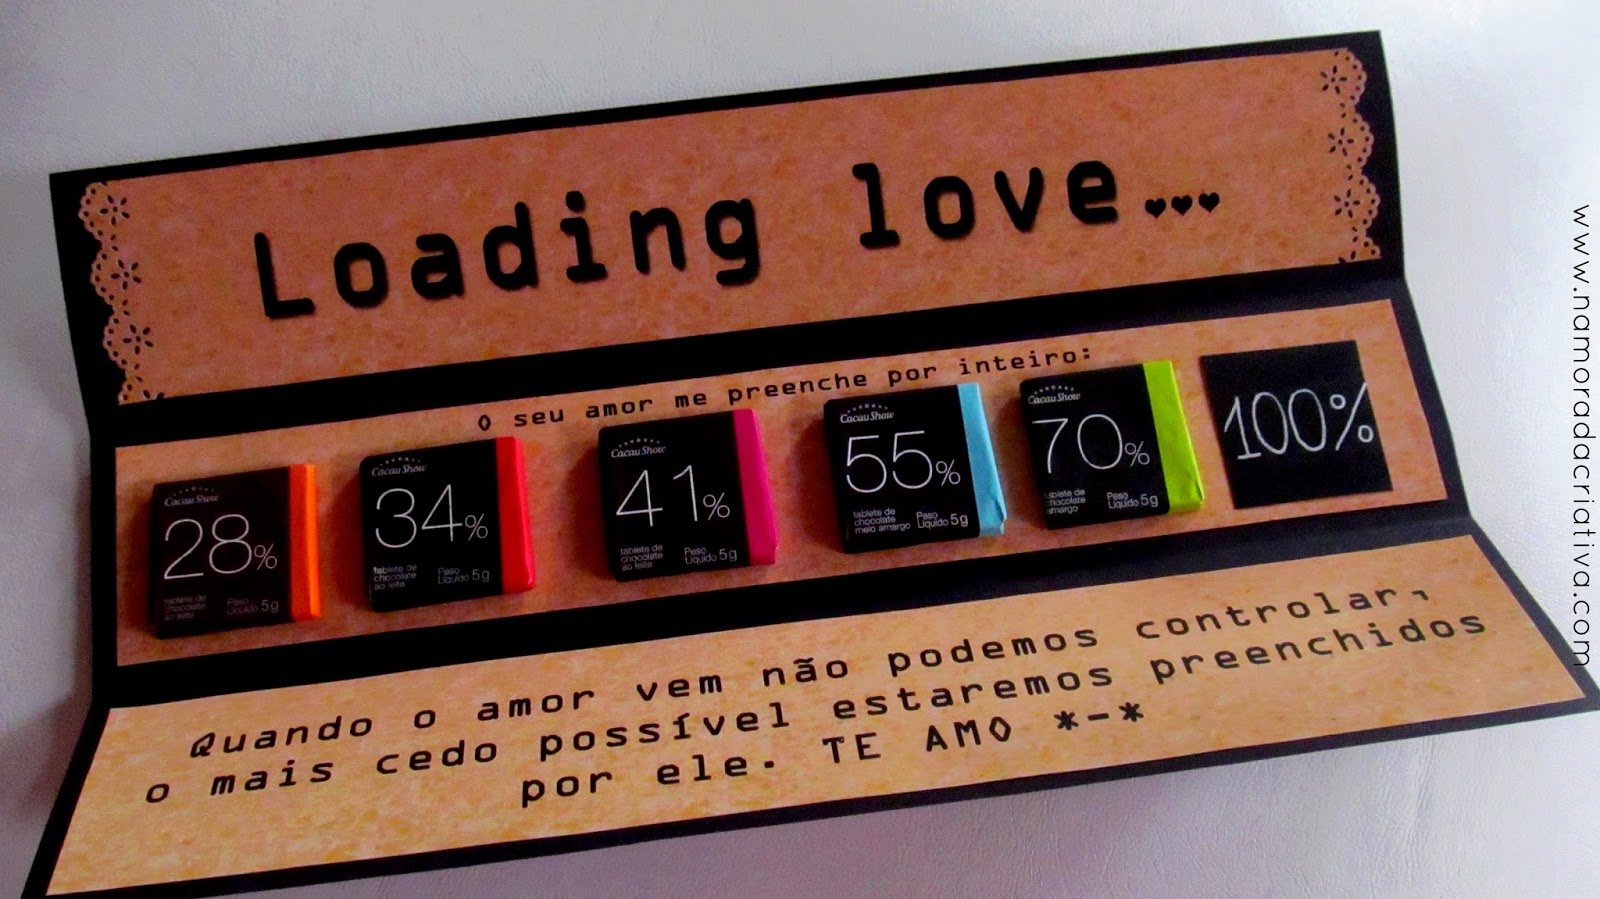 Loading love...
O seu amor me preenche por inteiro:
Cacau Show
28%
tablete de chocolate ao leite
Peso Líquido 5g
Cacau Show
34%
tablete de chocolate ao leite
Peso Líquido 5g
Cacau Show
41%
tablete de chocolate ao leite
Peso Líquido 5g
Cacau Show
55%
tablete de chocolate meio amargo
Peso Líquido 5g
Cacau Show
70%
tablete de chocolate amargo
Peso Líquido 5g
100%
Quando o amor vem não podemos controlar,
o mais cedo possível estaremos preenchidos
por ele. TE AMO *-*
www.namoradacriativa.com